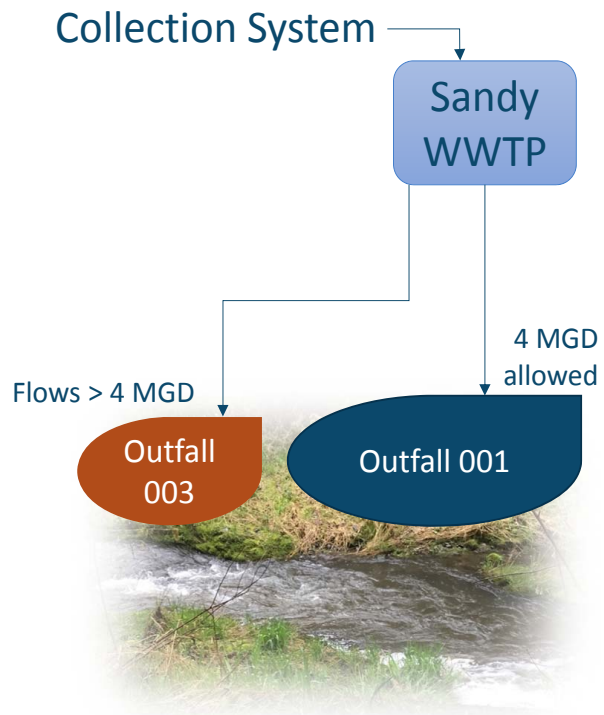 Collection System
Sandy
WWTP
4 MGD
allowed
Flows > 4 MGD
Outfall
003
Outfall 001